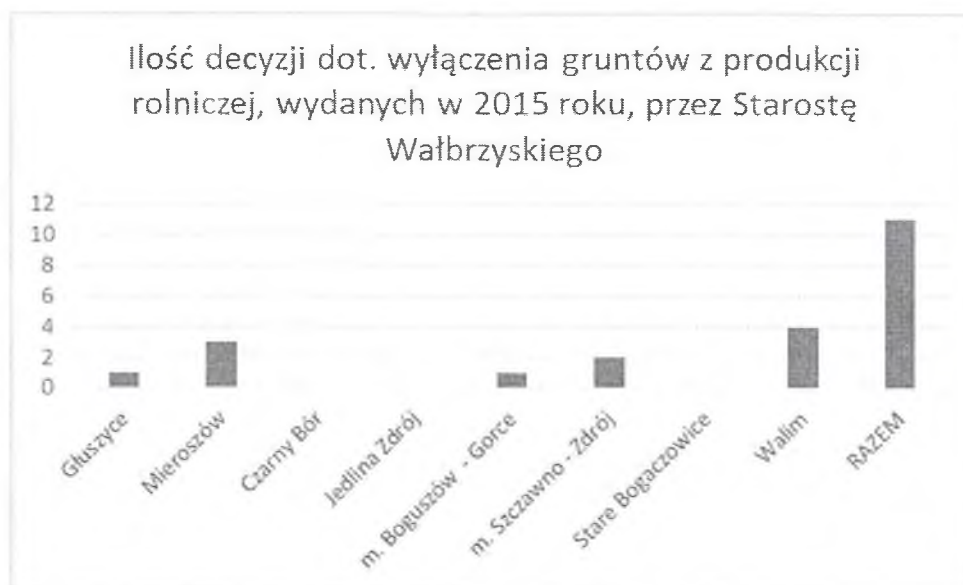 Ilość decyzji dot. wyłączenia gruntów z produkcji
rolniczej, wydanych w 2015 roku, przez Starostę
Wałbrzyskiego
12
10
8
6
4
2
0
Głuszyce
Mieroszów
Czarny Bór
Jedlina Zdrój
m. Boguszów - Gorce
m. Szczawno - Zdrój
Stare Bogaczowice
Walim
RAZEM